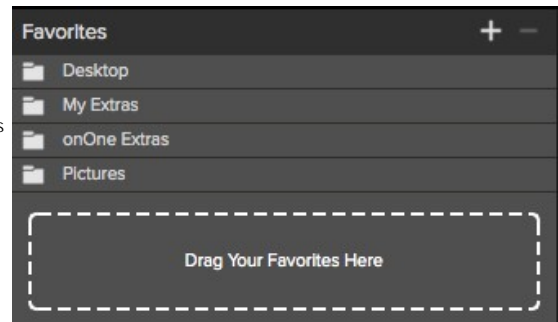 Favorites
Desktop
My Extras
s
onOne Extras
Pictures
Drag Your Favorites Here